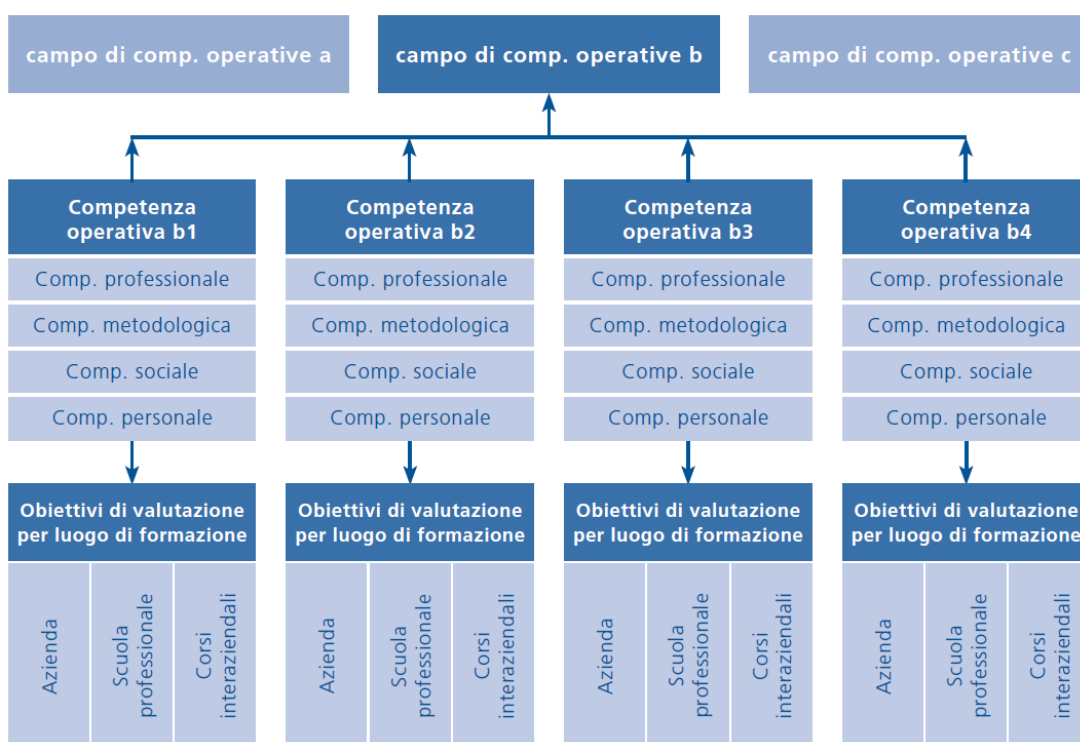 campo di comp. operative a
campo di comp. operative b
campo di comp. operative c
Competenza
operativa b1
Comp. professionale
Comp. metodologica
Comp. sociale
Comp. personale
Obiettivi di valutazione
per luogo di formazione
Azienda
Scuola
professionale
Corsi
interaziendali
Competenza
operativa b2
Comp. professionale
Comp. metodologica
Comp. sociale
Comp. personale
Obiettivi di valutazione
per luogo di formazione
Azienda
Scuola
professionale
Corsi
interaziendali
Competenza
operativa b3
Comp. professionale
Comp. metodologica
Comp. sociale
Comp. personale
Obiettivi di valutazione
per luogo di formazione
Azienda
Scuola
professionale
Corsi
interaziendali
Competenza
operativa b4
Comp. professionale
Comp. metodologica
Comp. sociale
Comp. personale
Obiettivi di valutazione
per luogo di formazione
Azienda
Scuola
professionale
Corsi
interaziendali